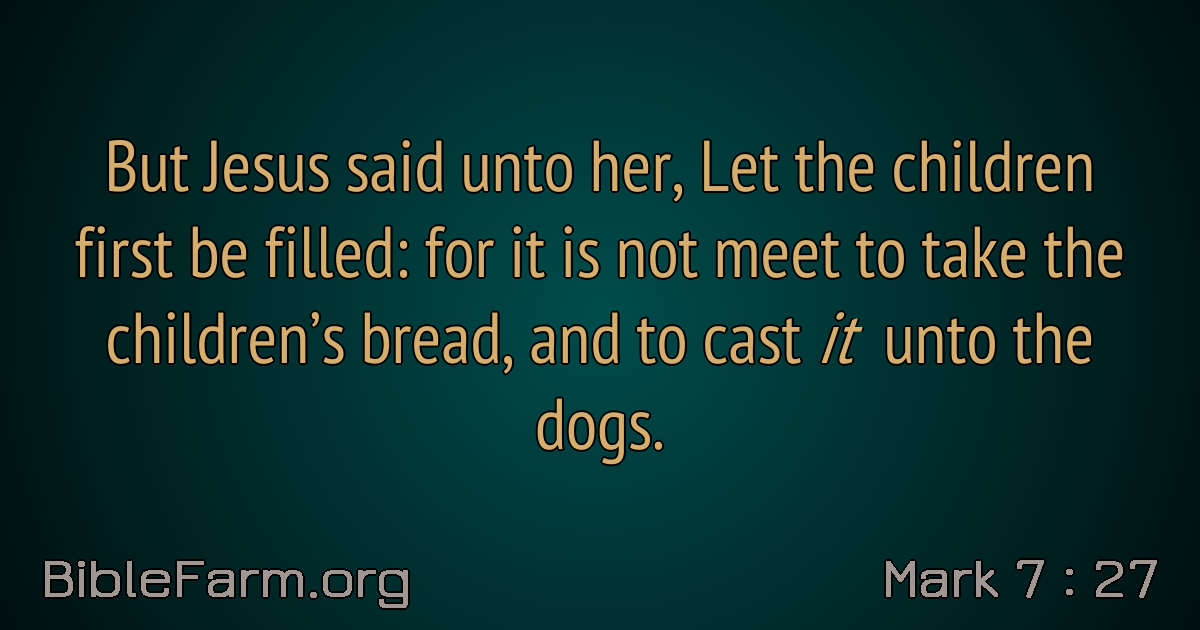 But Jesus said unto her, Let the children
first be filled: for it is not meet to take the
children’s bread, and to cast it unto the
dogs.
BibleFarm.org
Mark 7 : 27